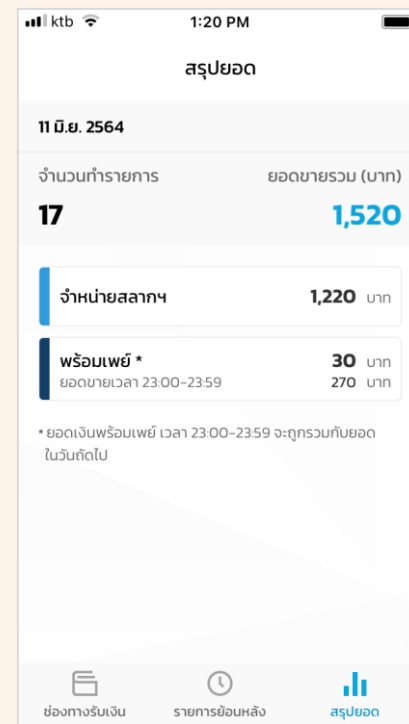 ktb 1:20 PM
สรุปยอด
11 มิ.ย. 2564
จำนวนทำรายการ ยอดขายรวม (บาท)
17 1,520
จำหน่ายสลากฯ 1,220 บาท
พร้อมเพย์ * 30 บาท
ยอดขายเวลา 23:00-23:59 270 บาท
* ยอดเงินพร้อมเพย์ เวลา 23:00-23:59 จะถูกรวมกับยอด
ในวันถัดไป
ช่องทางรับเงิน รายการย้อนหลัง สรุปยอด